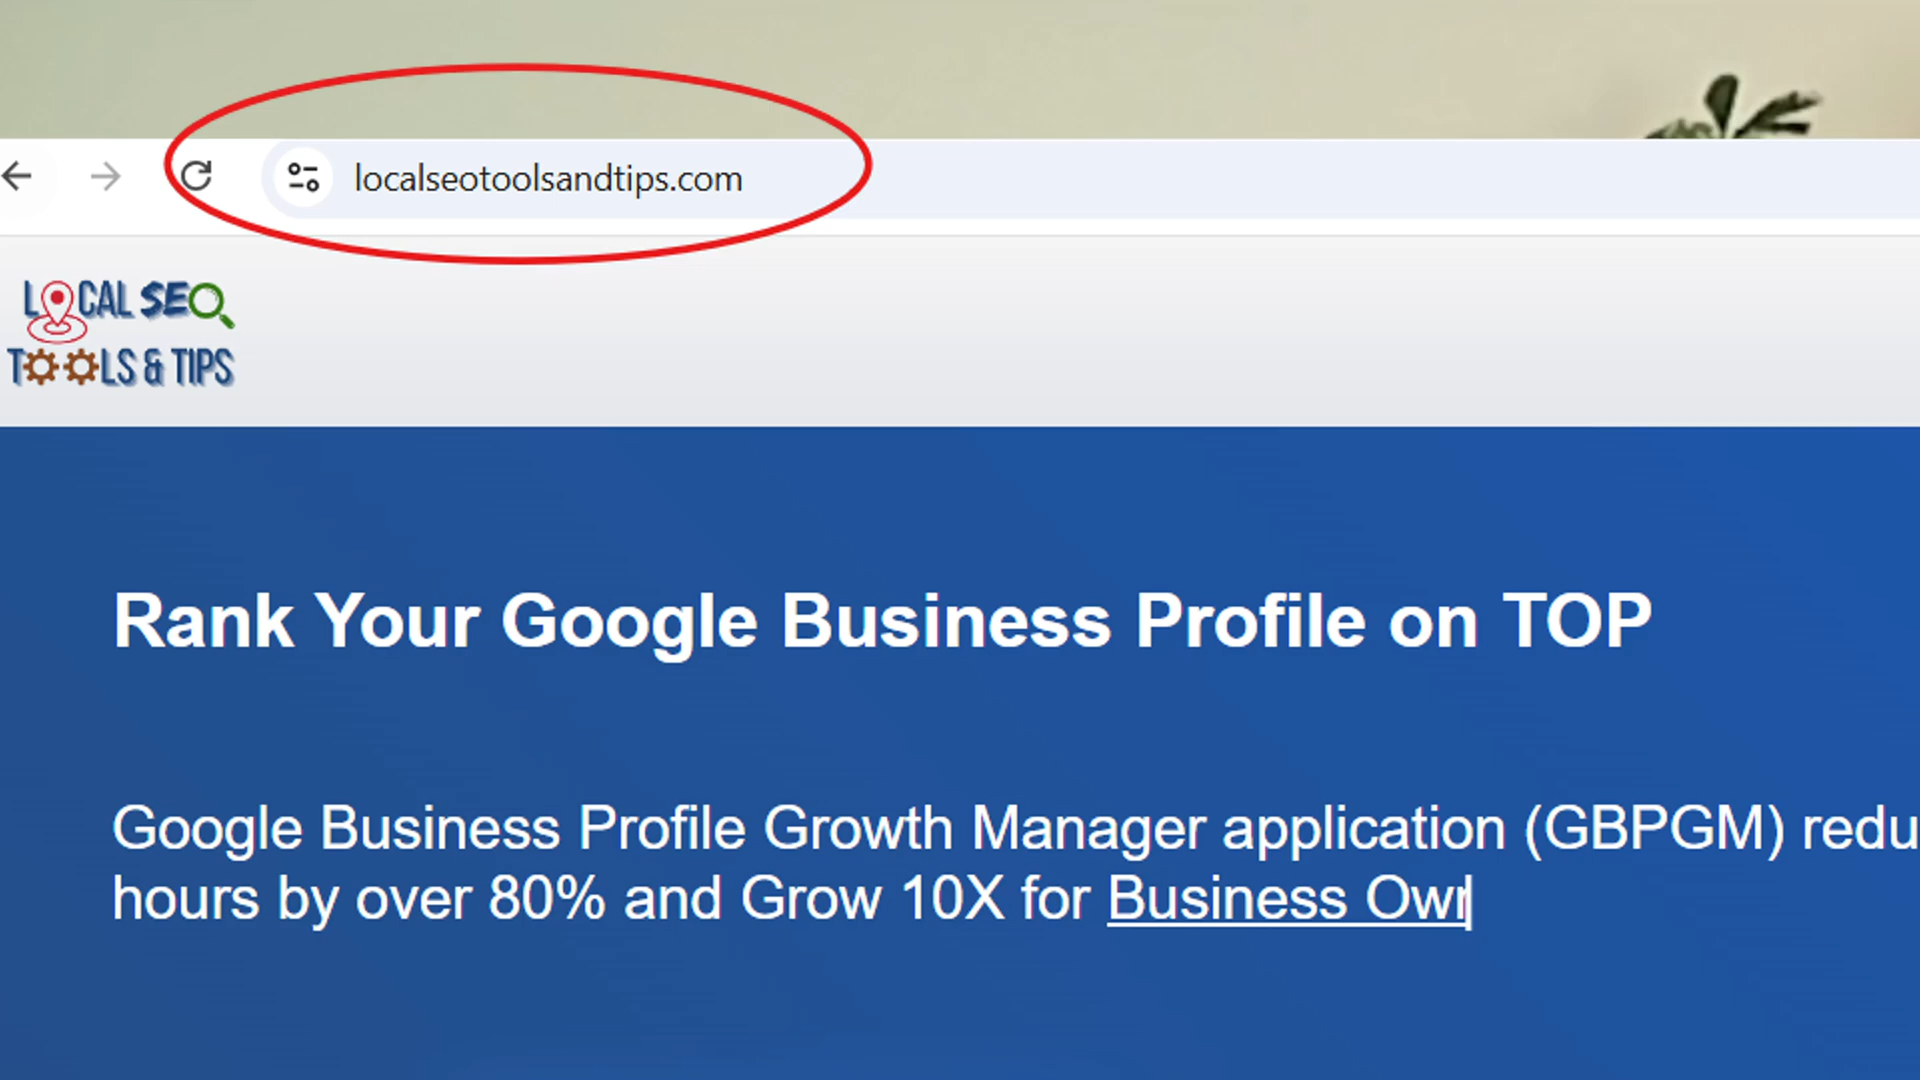 localseotoolsandtips.com
LOCAL SEO
TOOLS & TIPS
Rank Your Google Business Profile on TOP
Google Business Profile Growth Manager application (GBPGM) redu
hours by over 80% and Grow 10X for Business Own